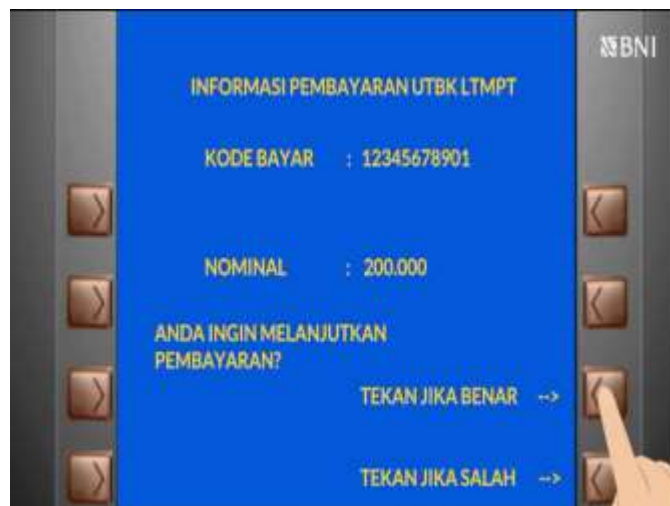 BNI
INFORMASI PEMBAYARAN UTBK LTMPT
KODE BAYAR : 12345678901
NOMINAL : 200.000
ANDA INGIN MELANJUTKAN
PEMBAYARAN?
TEKAN JIKA BENAR -->
TEKAN JIKA SALAH -->